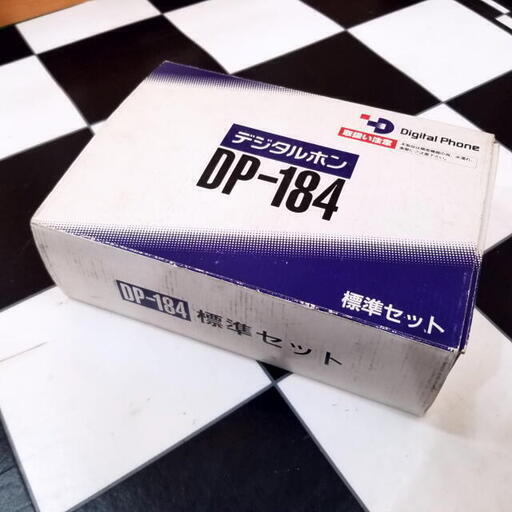 Digital Phone
取扱い注意
デジタルホン
DP-184
標準セット
DP-184 標準セット